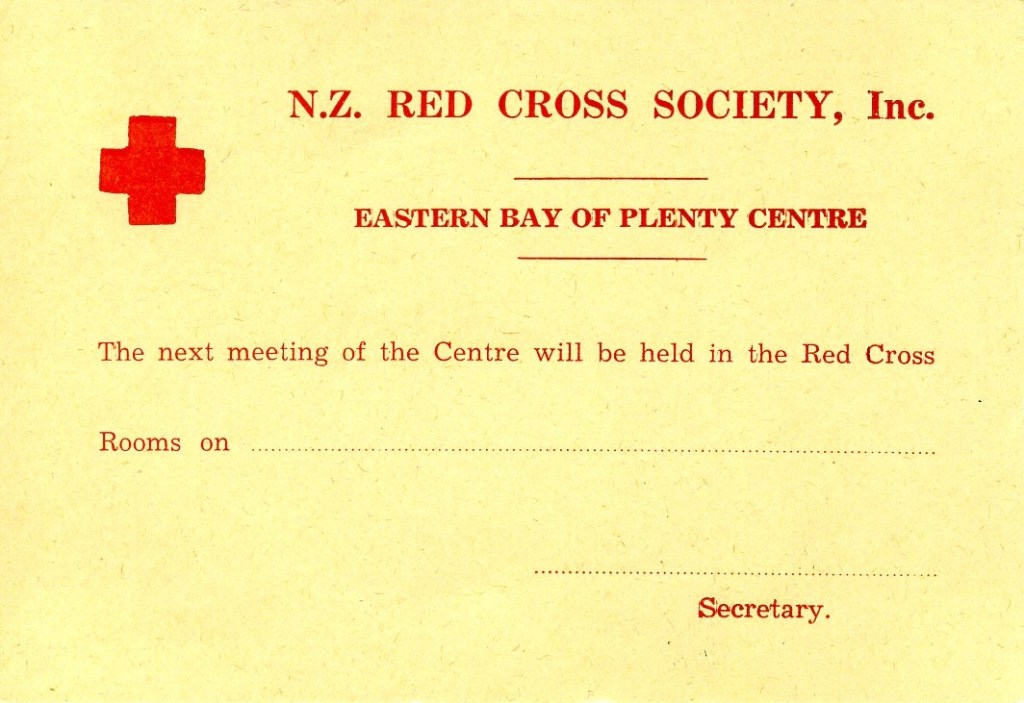 N.Z. RED CROSS SOCIETY, Inc.
EASTERN BAY OF PLENTY CENTRE
The next meeting of the Centre will be held in the Red Cross
Rooms on ........................................
........................................
Secretary.